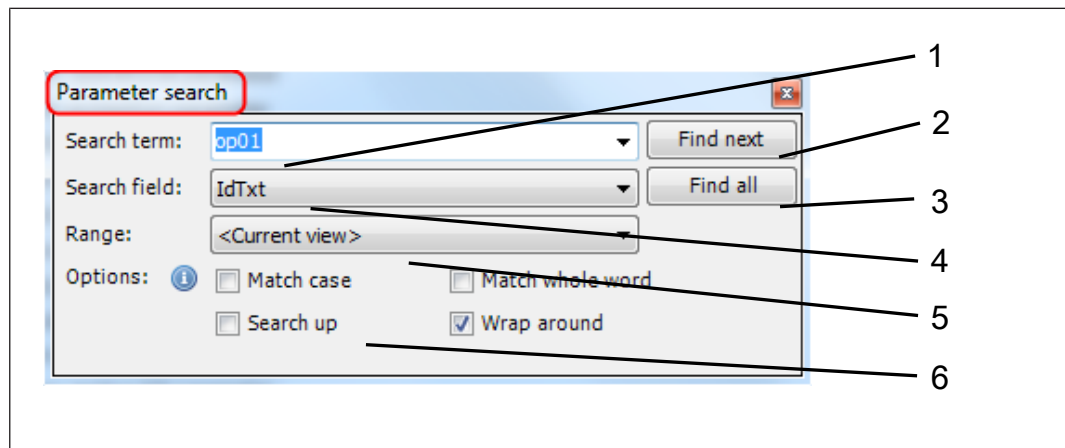 1
Parameter search
Search term: op01 Find next
2
Search field: IdTxt Find all
3
Range: <Current view>
4
Options: Match case Match whole word
5
Search up Wrap around
6